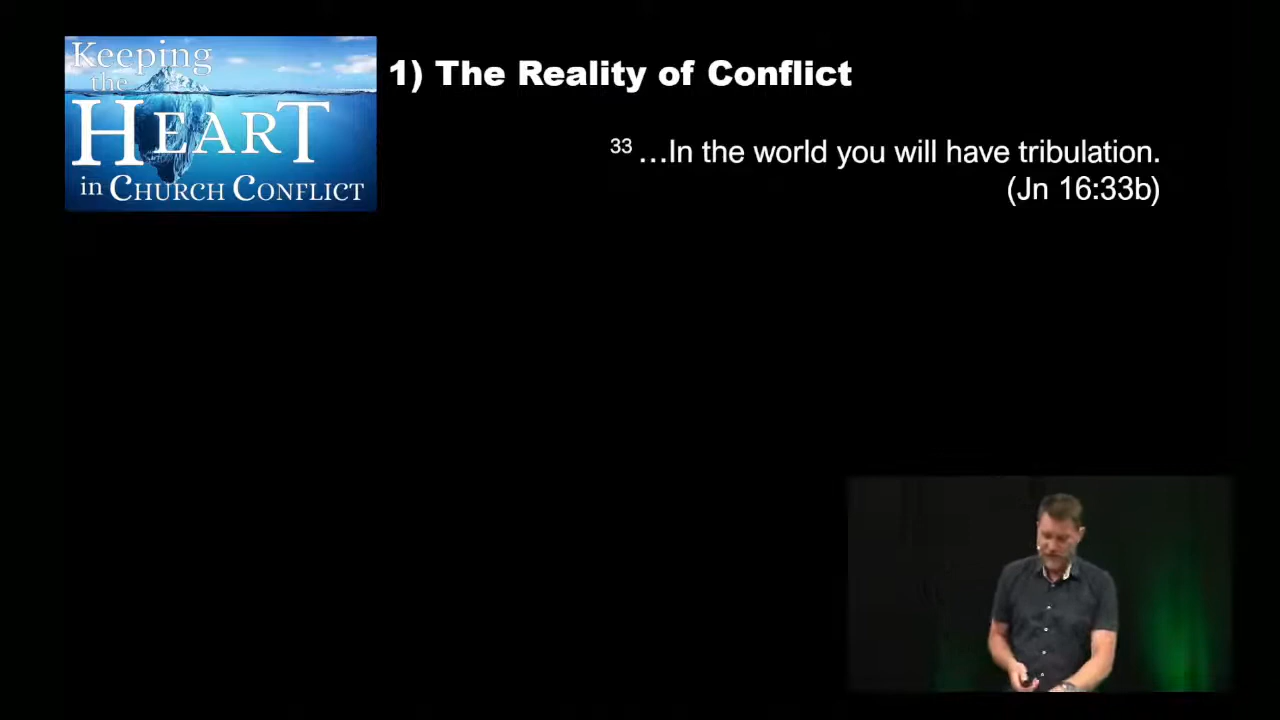 Keeping
the
HEART
in CHURCH CONFLICT
1) The Reality of Conflict
33 …In the world you will have tribulation.
(Jn 16:33b)